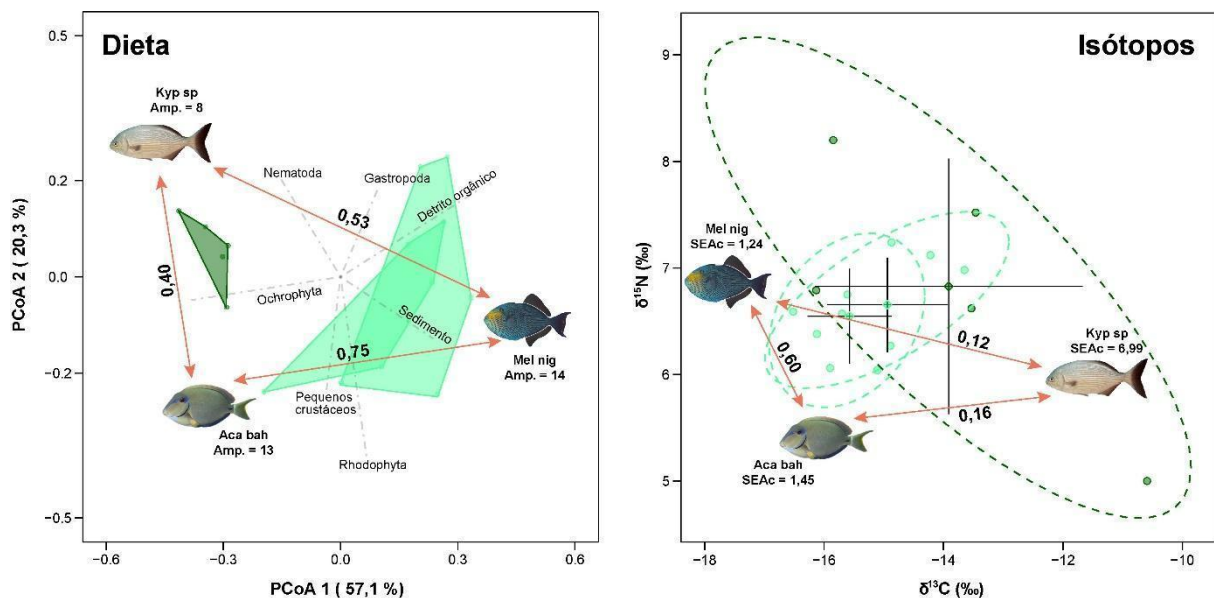 Dieta
PCoA 2 ( 20,3 %)
0.5
0.2
0.0
−0.2
−0.5
Kyp sp
Amp. = 8
Nematoda
Gastropoda
Detrito orgânico
0,53
0,40
Ochrophyta
Sedimento
0,75
Mel nig
Amp. = 14
Pequenos
crustáceos
Aca bah
Amp. = 13
Rhodophyta
−0.6
−0.3
0.0
0.3
0.6
PCoA 1 ( 57,1 %)
Isótopos
δ¹⁵N (‰)
9
8
7
6
5
Mel nig
SEAc = 1,24
0,12
Kyp sp
SEAc = 6,99
0,60
0,16
Aca bah
SEAc = 1,45
−18
−16
−14
−12
−10
δ¹³C (‰)